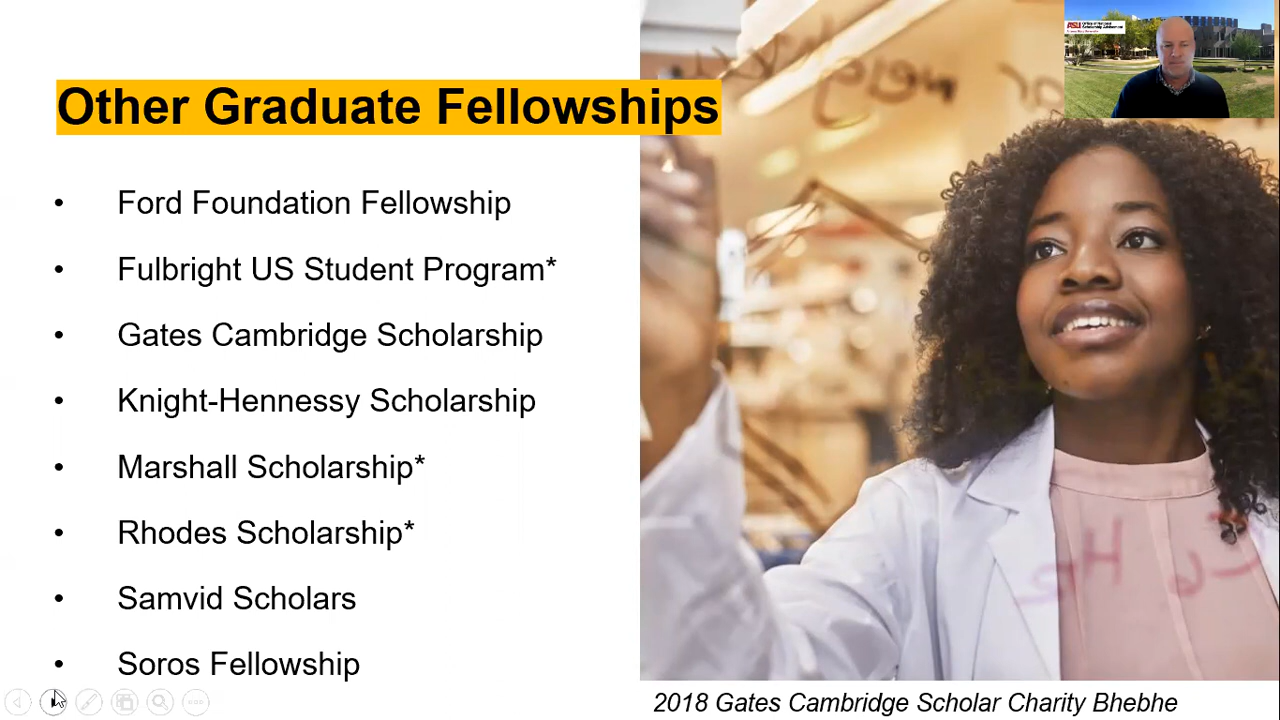 Other Graduate Fellowships
• Ford Foundation Fellowship
• Fulbright US Student Program*
• Gates Cambridge Scholarship
• Knight-Hennessy Scholarship
• Marshall Scholarship*
• Rhodes Scholarship*
• Samvid Scholars
• Soros Fellowship
ASU
2018 Gates Cambridge Scholar Charity Bhebhe